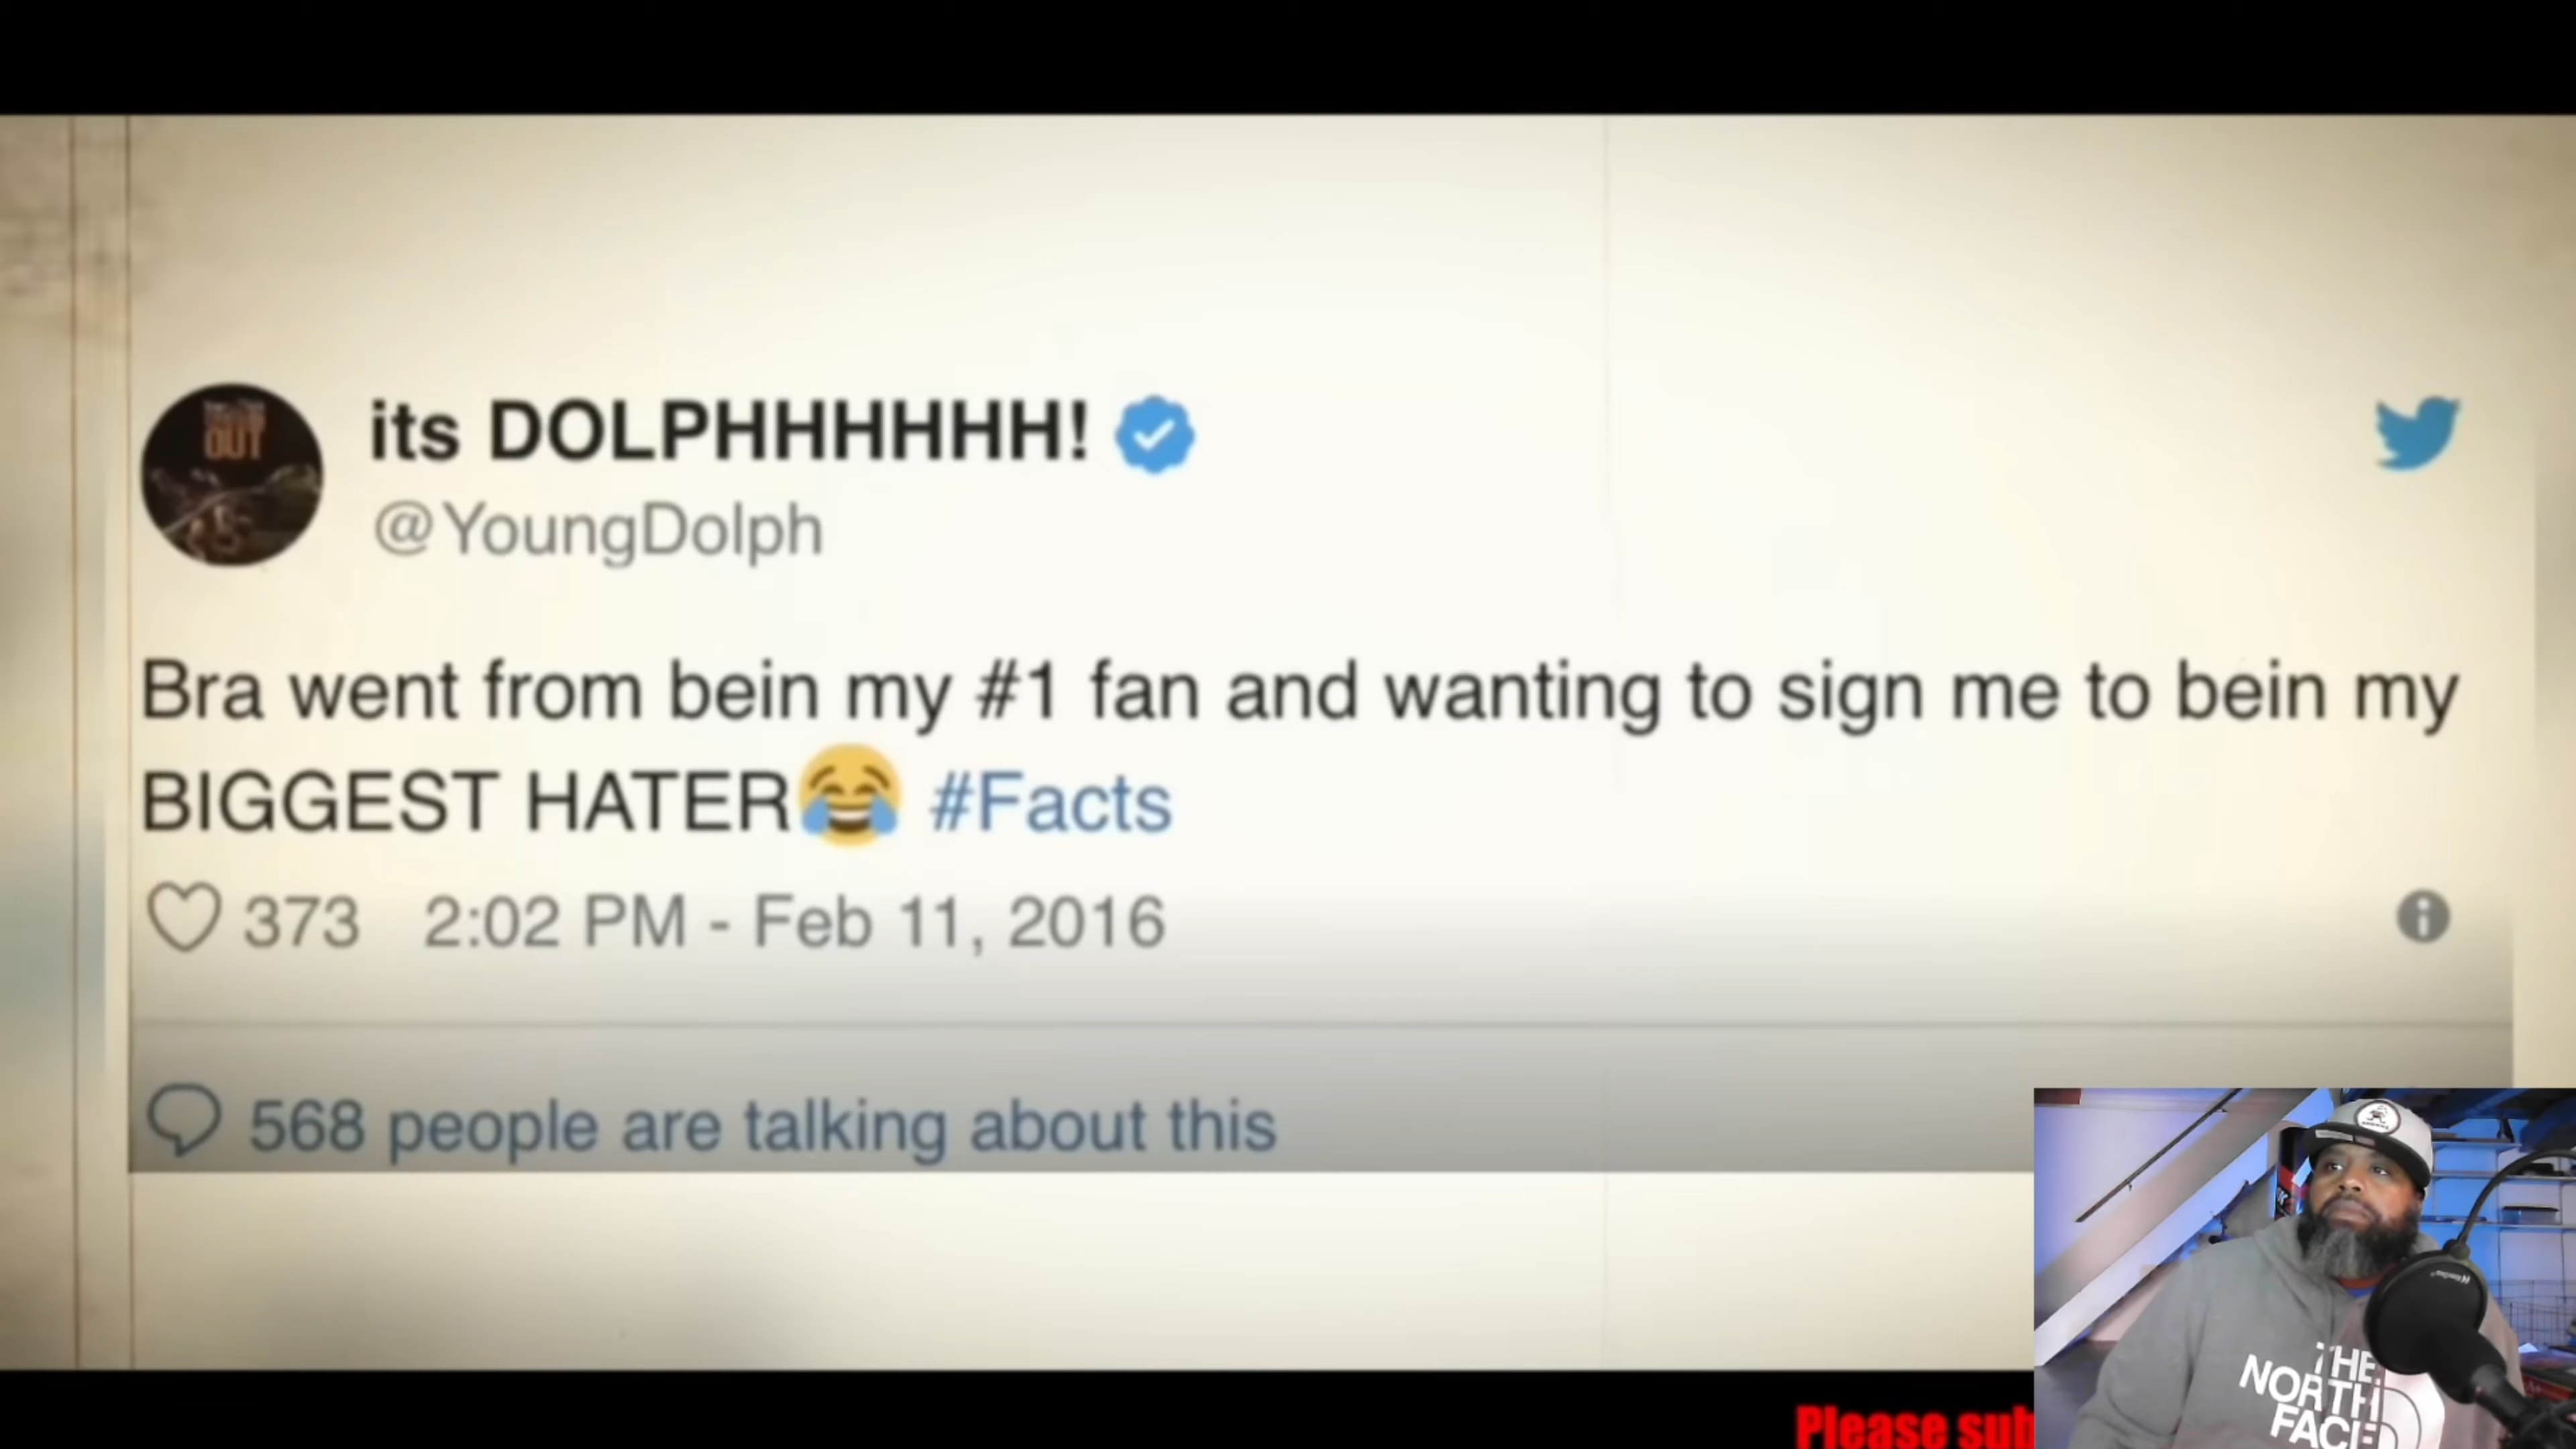 OUT
its DOLPHHHHHH!
@YoungDolph
Bra went from bein my #1 fan and wanting to sign me to bein my
BIGGEST HATER😂 #Facts
373 2:02 PM - Feb 11, 2016
568 people are talking about this
THE
NORTH
FACE
Please sub